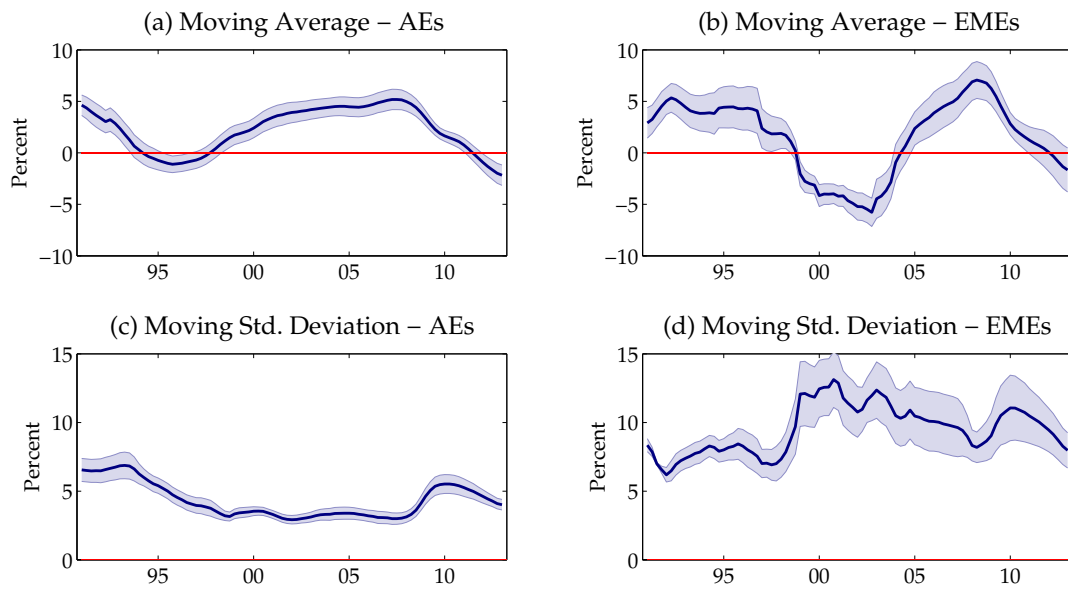 (a) Moving Average – AEs
10
5
0
−5
−10
Percent
95 00 05 10
(b) Moving Average – EMEs
10
5
0
−5
−10
Percent
95 00 05 10
(c) Moving Std. Deviation – AEs
15
10
5
0
Percent
95 00 05 10
(d) Moving Std. Deviation – EMEs
15
10
5
0
Percent
95 00 05 10